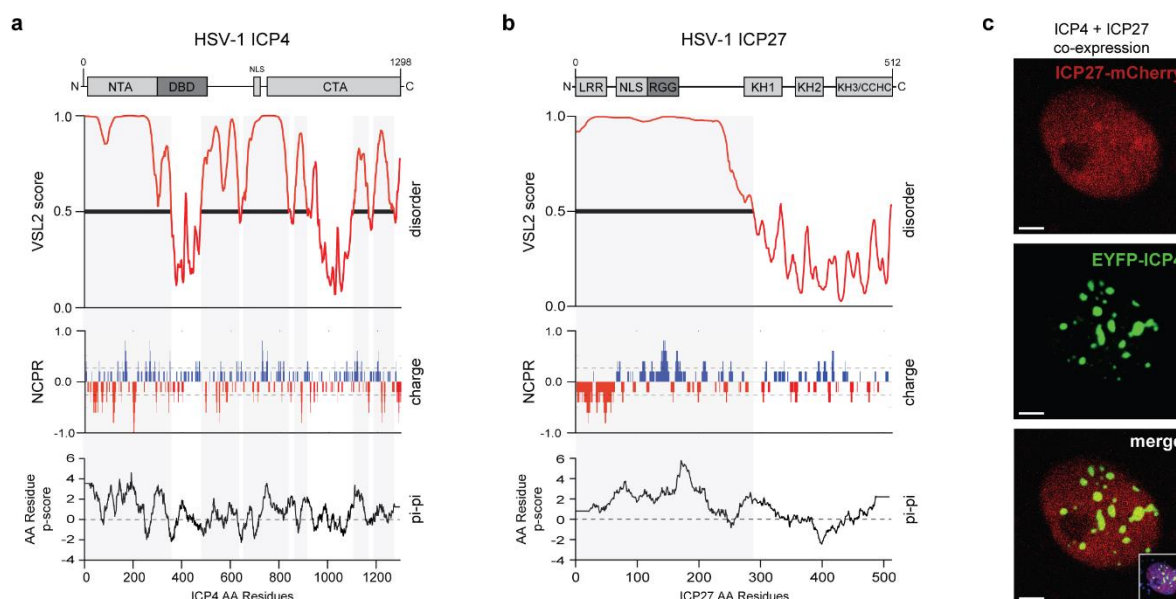 a
HSV-1 ICP4
0
1298
NLS
N
NTA
DBD
CTA
C
1.0
0.5
0.0
VSL2 score
disorder
1.0
0.0
-1.0
NCPR
charge
6
4
2
0
-2
-4
AA Residue
p-score
pi-pi
0 200 400 600 800 1000 1200
ICP4 AA Residues
b
HSV-1 ICP27
0
512
N
LRR
NLS
RGG
KH1
KH2
KH3/CCHC
C
1.0
0.5
0.0
VSL2 score
disorder
1.0
0.0
-1.0
NCPR
charge
6
4
2
0
-2
-4
AA Residue
p-score
pi-pi
0 100 200 300 400 500
ICP27 AA Residues
c
ICP4 + ICP27
co-expression
ICP27-mCherry
EYFP-ICP4
merge